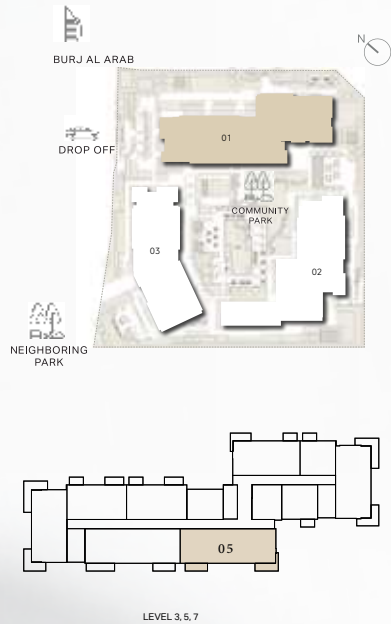 N
BURJ AL ARAB
DROP OFF
01
COMMUNITY
PARK
03
02
NEIGHBORING
PARK
05
LEVEL 3, 5, 7